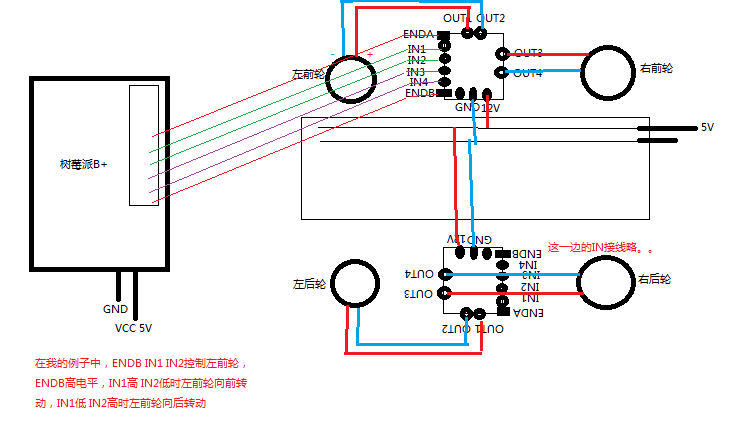 OUT1 OUT2
ENDA
IN1
IN2
IN3
IN4
ENDB
- +
左前轮
OUT3
OUT4
右前轮
GND 12V
5V
树莓派B+
GND
VCC 5V
12V GND
这一边的IN接线略。。
ENDB
IN4
IN3
IN2
IN1
ENDA
OUT4
OUT3
左后轮
右后轮
OUT2 OUT1
在我的例子中，ENDB IN1 IN2控制左前轮，
ENDB高电平，IN1高 IN2低时左前轮向前转
动，IN1低 IN2高时左前轮向后转动